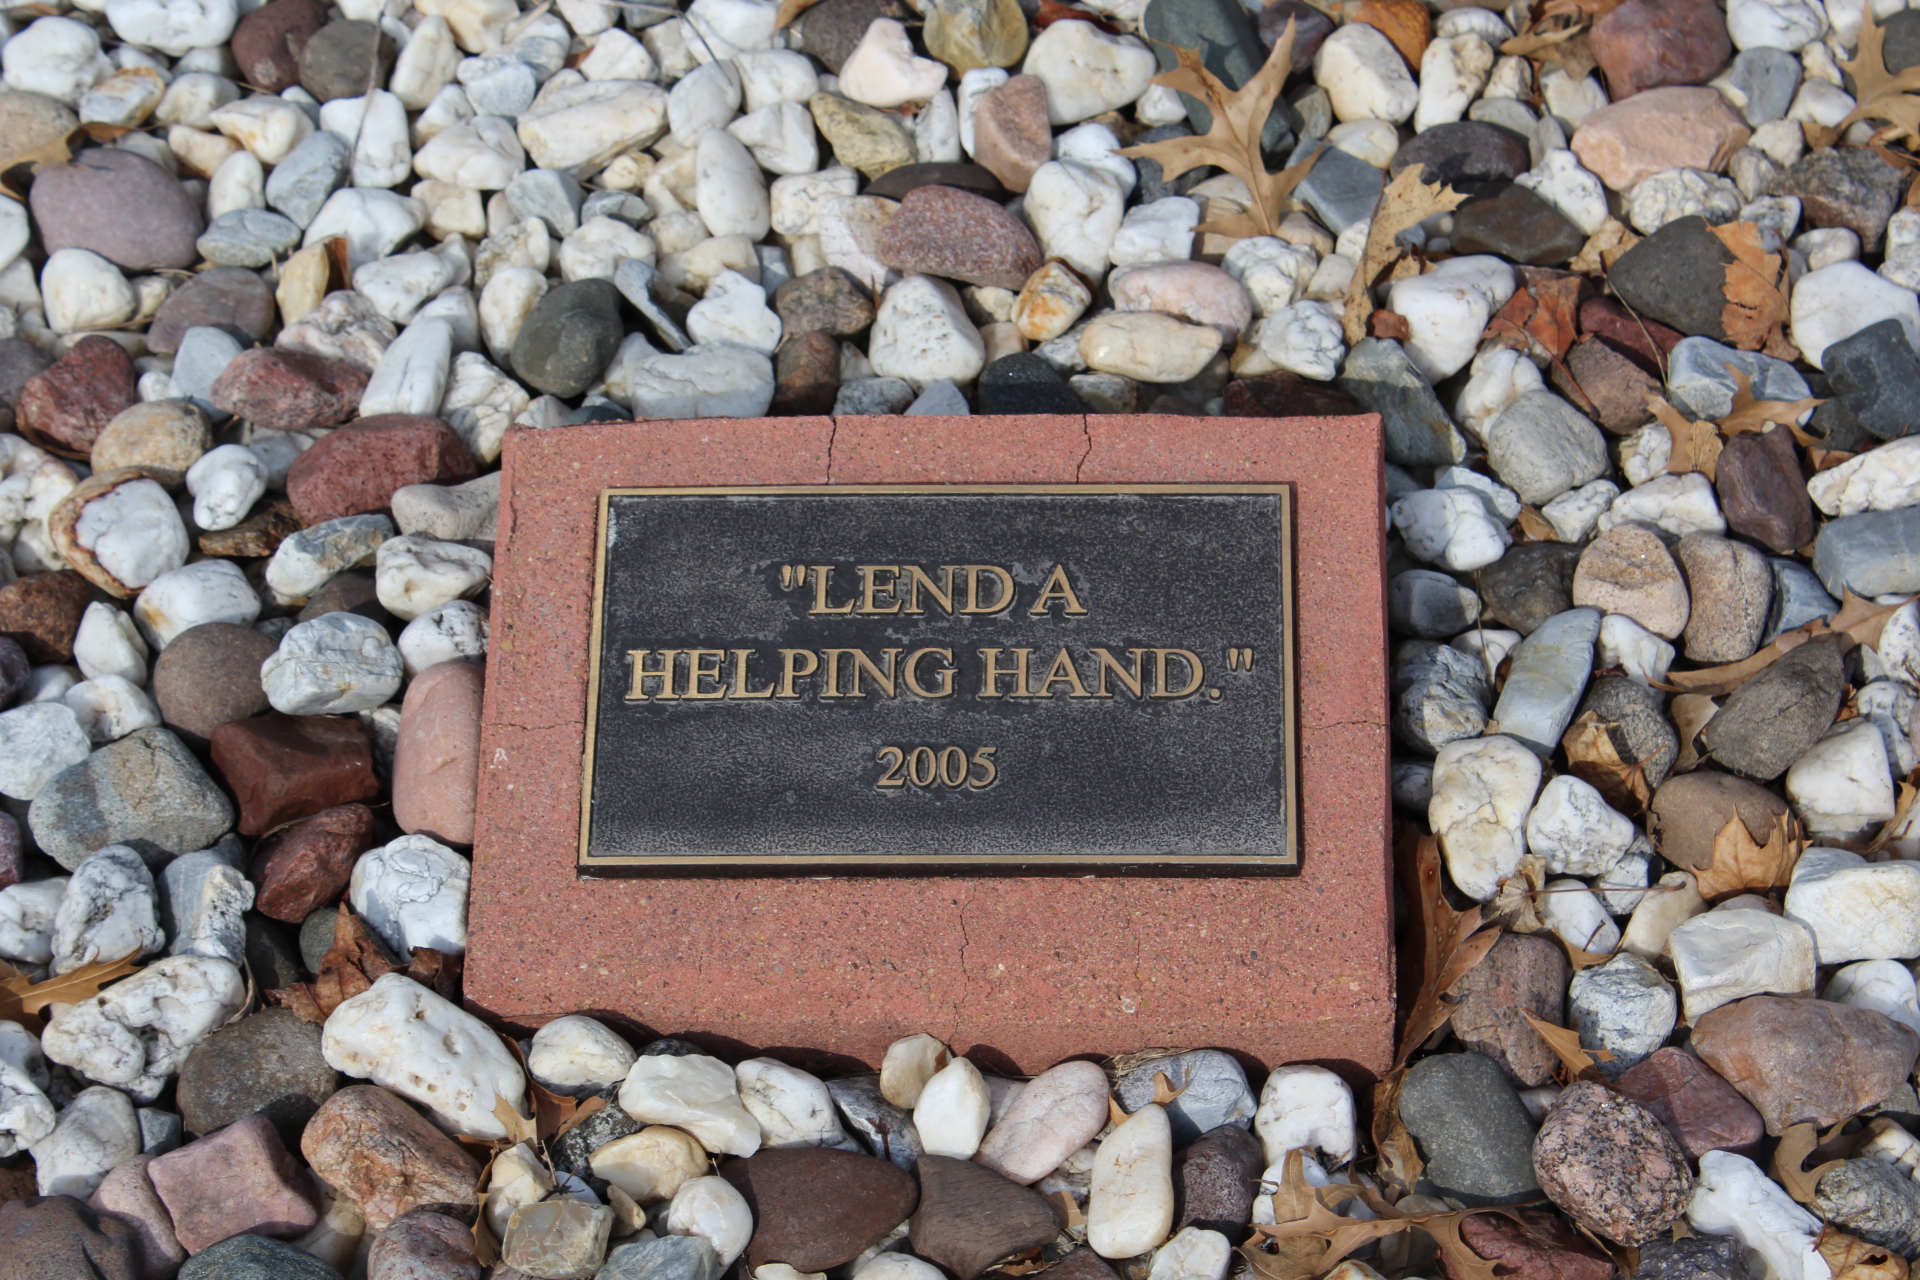 "LEND A
HELPING HAND."
2005